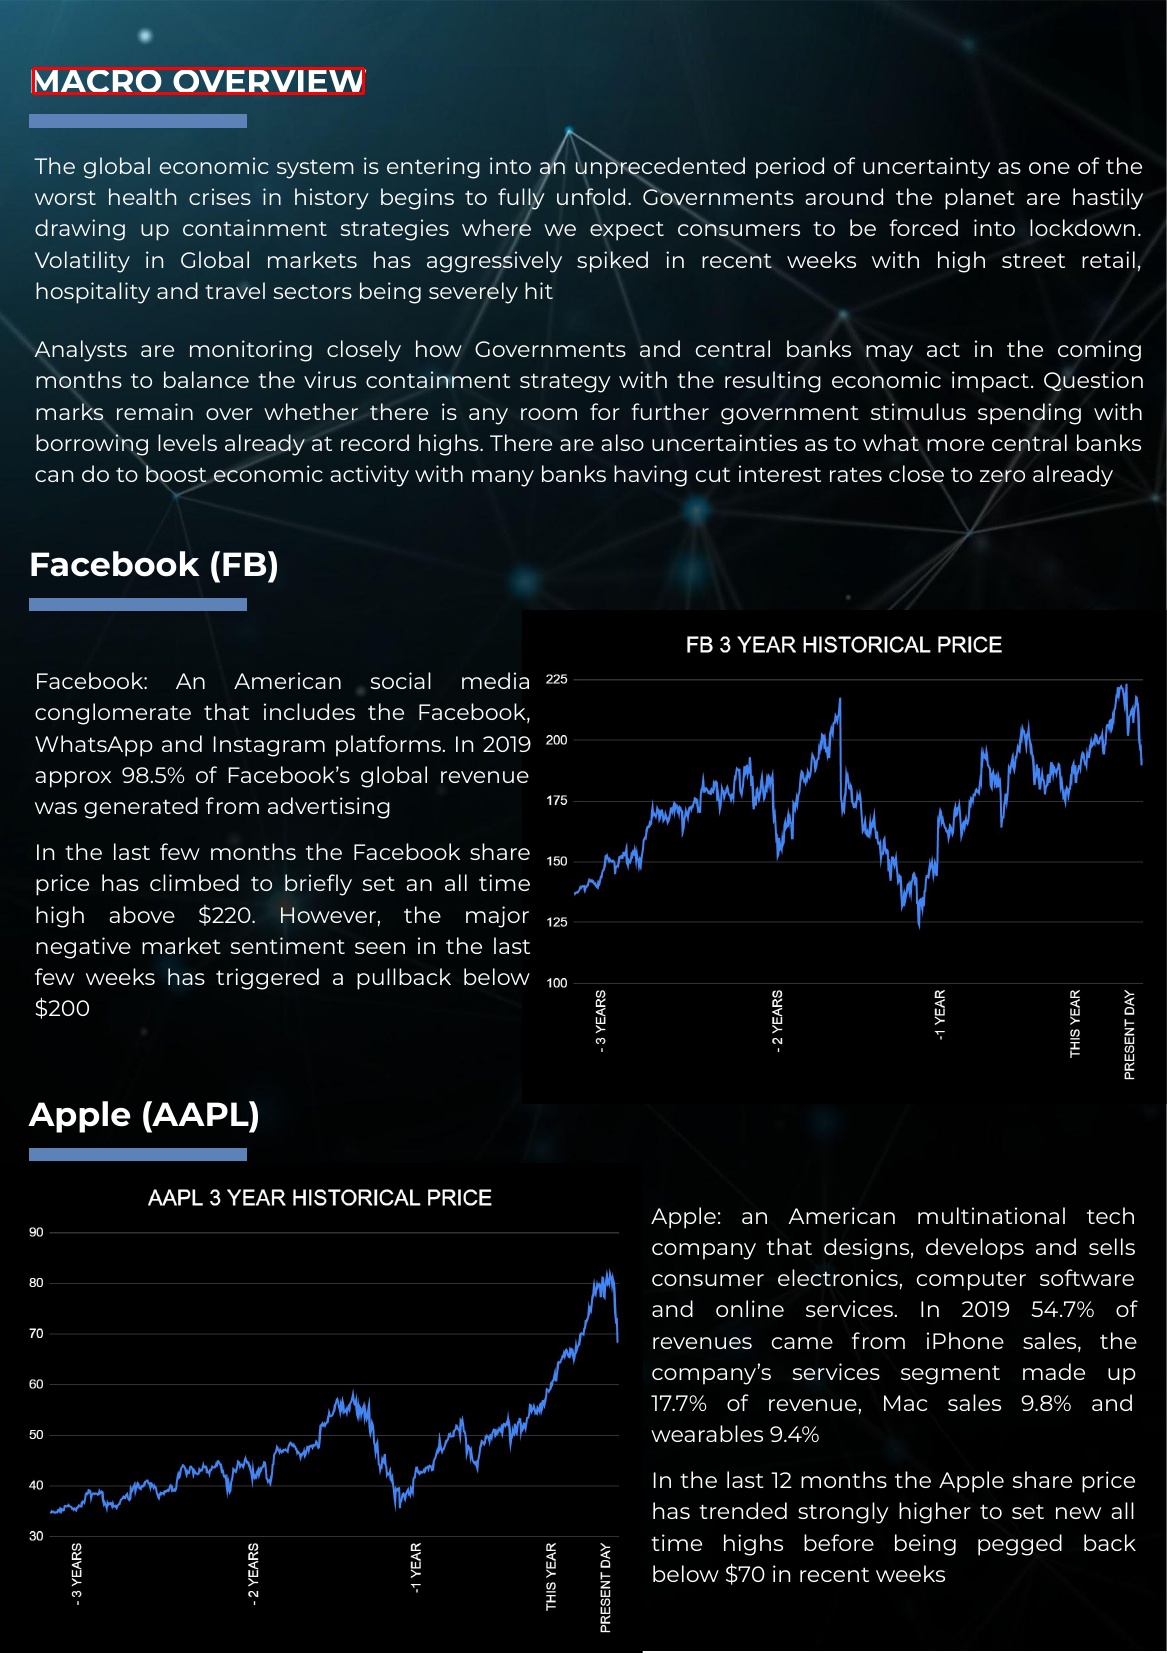 MACRO OVERVIEW
The global economic system is entering into an unprecedented period of uncertainty as one of the
worst health crises in history begins to fully unfold. Governments around the planet are hastily
drawing up containment strategies where we expect consumers to be forced into lockdown.
Volatility in Global markets has aggressively spiked in recent weeks with high street retail,
hospitality and travel sectors being severely hit
Analysts are monitoring closely how Governments and central banks may act in the coming
months to balance the virus containment strategy with the resulting economic impact. Question
marks remain over whether there is any room for further government stimulus spending with
borrowing levels already at record highs. There are also uncertainties as to what more central banks
can do to boost economic activity with many banks having cut interest rates close to zero already
Facebook (FB)
Facebook: An American social media
conglomerate that includes the Facebook,
WhatsApp and Instagram platforms. In 2019
approx 98.5% of Facebook's global revenue
was generated from advertising
In the last few months the Facebook share
price has climbed to briefly set an all time
high above $220. However, the major
negative market sentiment seen in the last
few weeks has triggered a pullback below
$200
FB 3 YEAR HISTORICAL PRICE
225
200
175
150
125
100
- 3 YEARS
- 2 YEARS
-1 YEAR
THIS YEAR
PRESENT DAY
Apple (AAPL)
AAPL 3 YEAR HISTORICAL PRICE
90
80
70
60
50
40
30
- 3 YEARS
- 2 YEARS
-1 YEAR
THIS YEAR
PRESENT DAY
Apple: an American multinational tech
company that designs, develops and sells
consumer electronics, computer software
and online services. In 2019 54.7% of
revenues came from iPhone sales, the
company's services segment made up
17.7% of revenue, Mac sales 9.8% and
wearables 9.4%
In the last 12 months the Apple share price
has trended strongly higher to set new all
time highs before being pegged back
below $70 in recent weeks